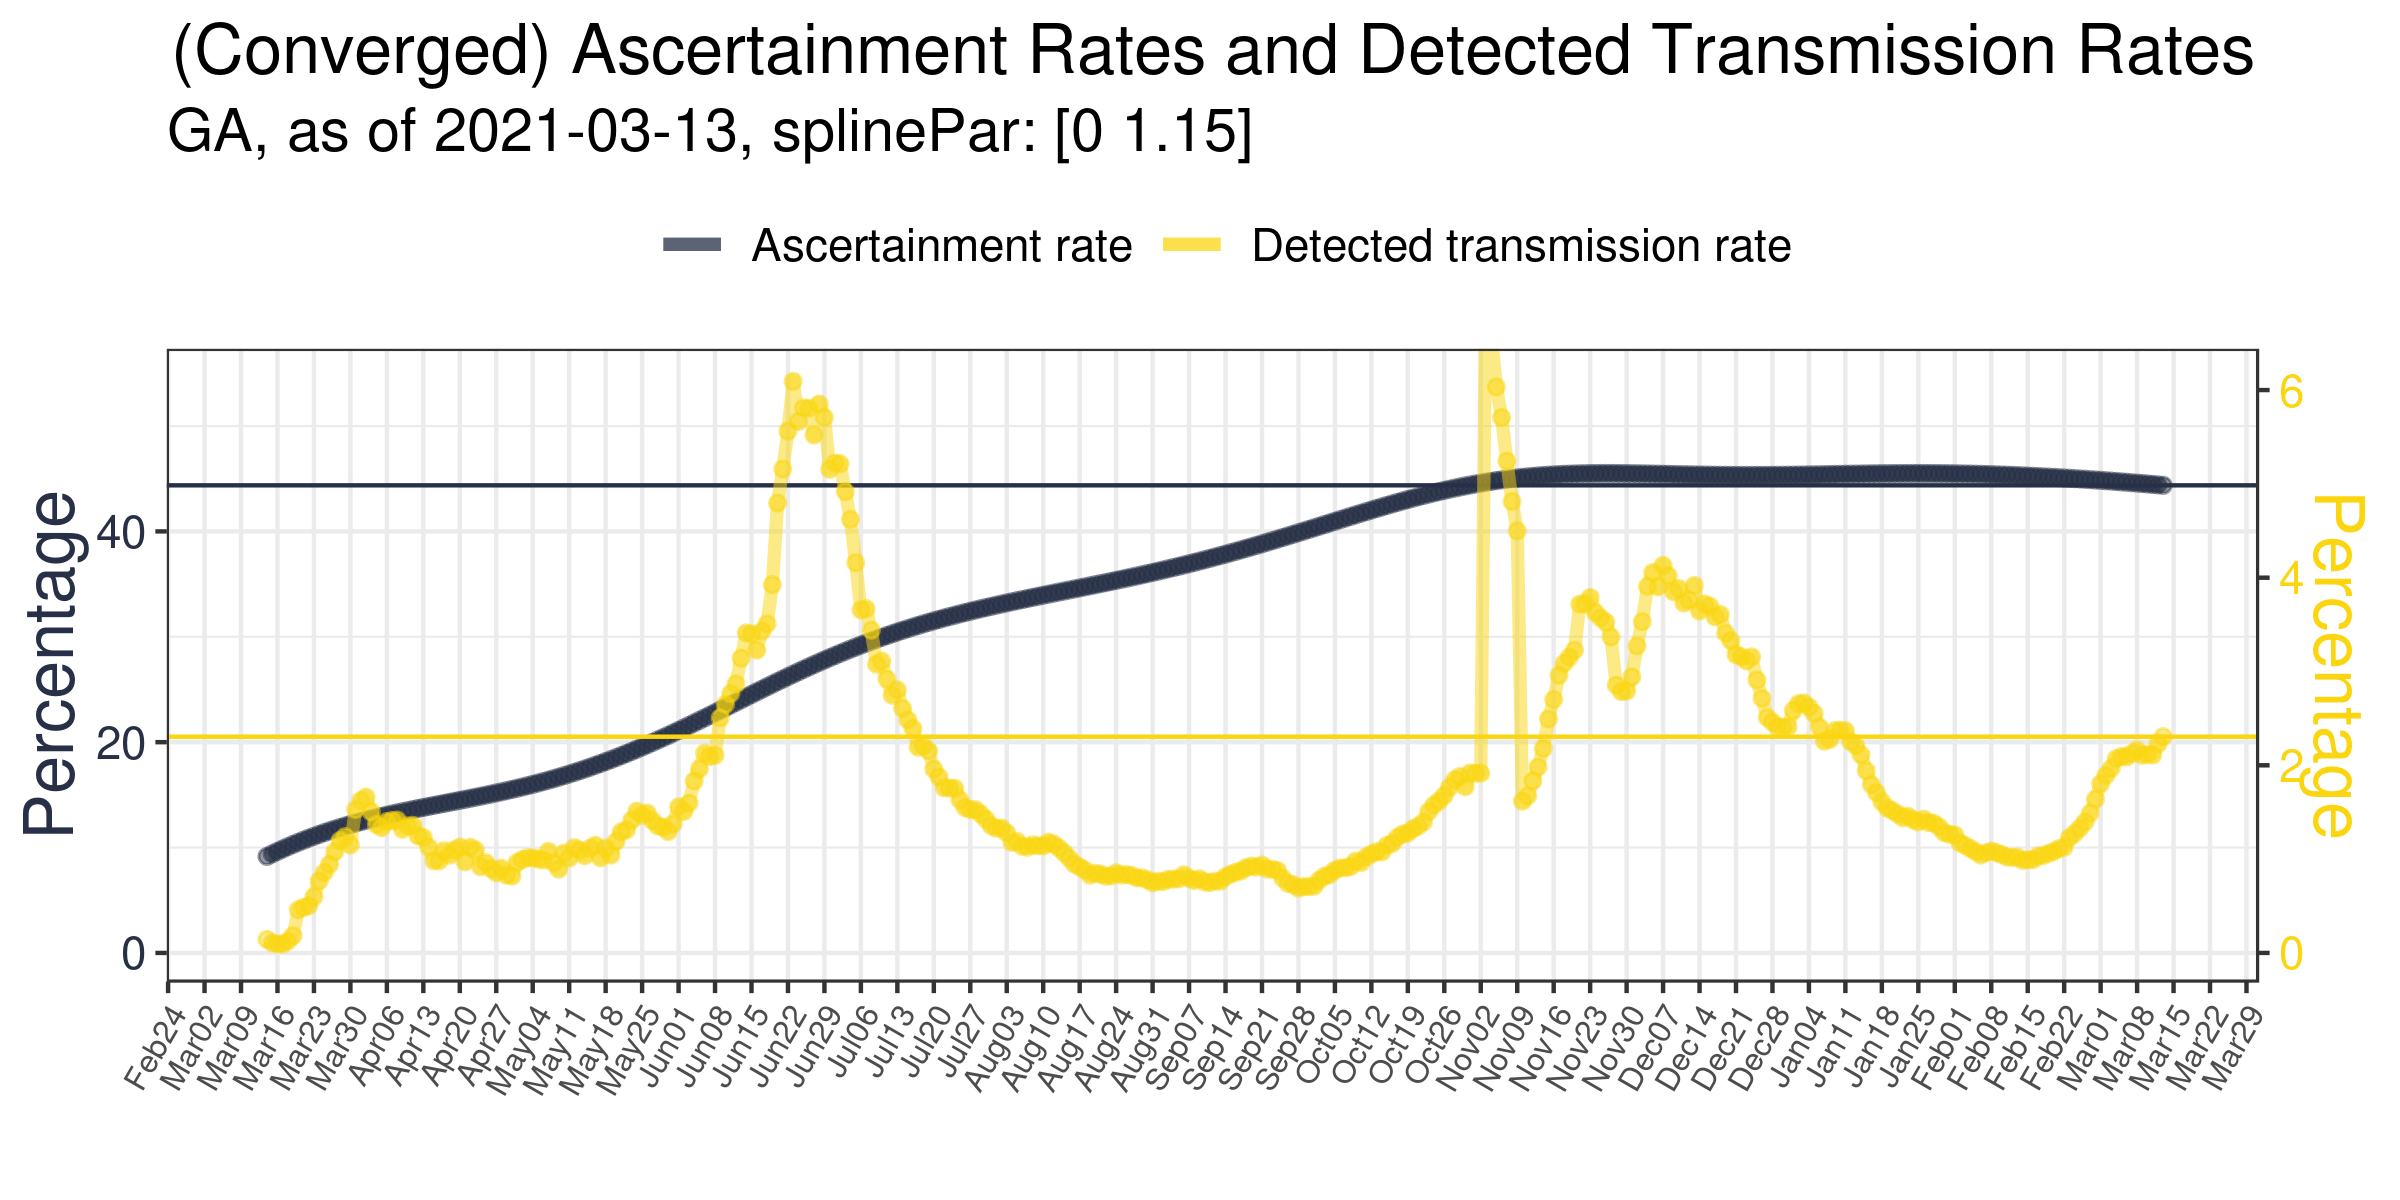 (Converged) Ascertainment Rates and Detected Transmission Rates
GA, as of 2021-03-13, splinePar: [0 1.15]
Ascertainment rate Detected transmission rate
Percentage
40
20
0
6
4
2
0
Percentage
Feb24 Mar02 Mar09 Mar16 Mar23 Mar30 Apr06 Apr13 Apr20 Apr27 May04 May11 May18 May25 Jun01 Jun08 Jun15 Jun22 Jun29 Jul06 Jul13 Jul20 Jul27 Aug03 Aug10 Aug17 Aug24 Aug31 Sep07 Sep14 Sep21 Sep28 Oct05 Oct12 Oct19 Oct26 Nov02 Nov09 Nov16 Nov23 Nov30 Dec07 Dec14 Dec21 Dec28 Jan04 Jan11 Jan18 Jan25 Feb01 Feb08 Feb15 Feb22 Mar01 Mar08 Mar15 Mar22 Mar29